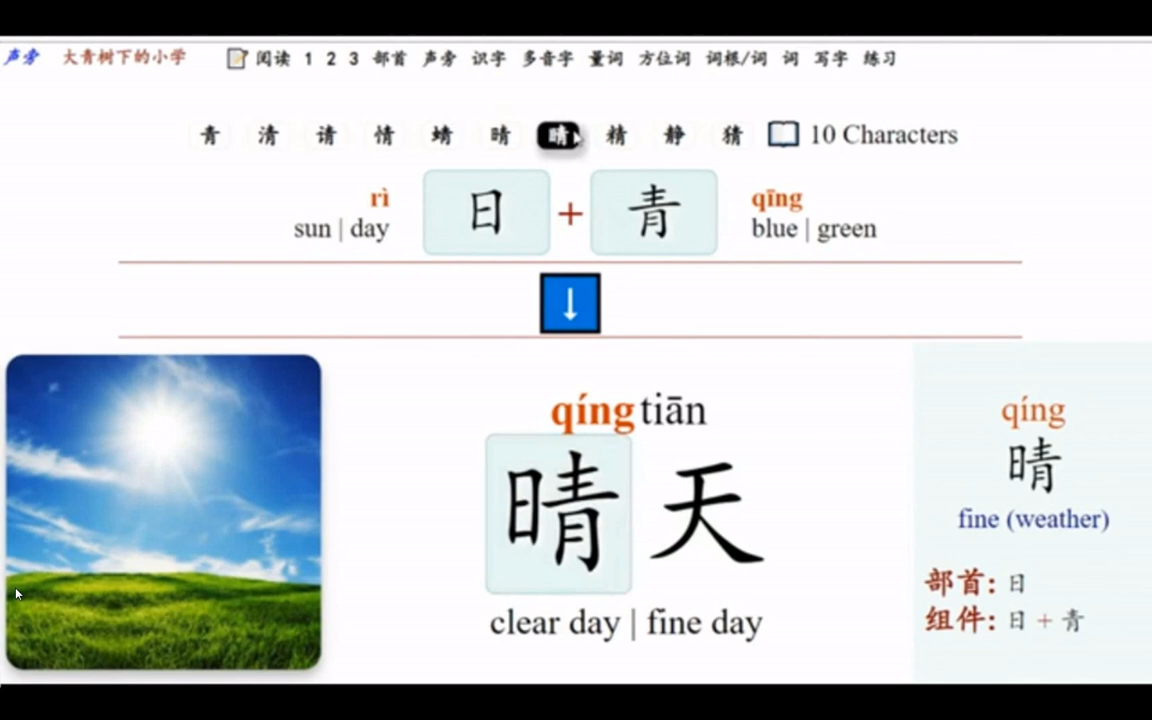 声旁 大青树下的小学 阅读 1 2 3 部首 声旁 识字 多音字 量词 方位词 词根/词 词 写字 练习
青 清 请 情 蜻 晴 睛 精 静 猜 10 Characters
rì 日 + 青 qīng
sun | day blue | green
↓
qíng tiān
晴天
clear day | fine day
qíng
晴
fine (weather)
部首: 日
组件: 日 + 青